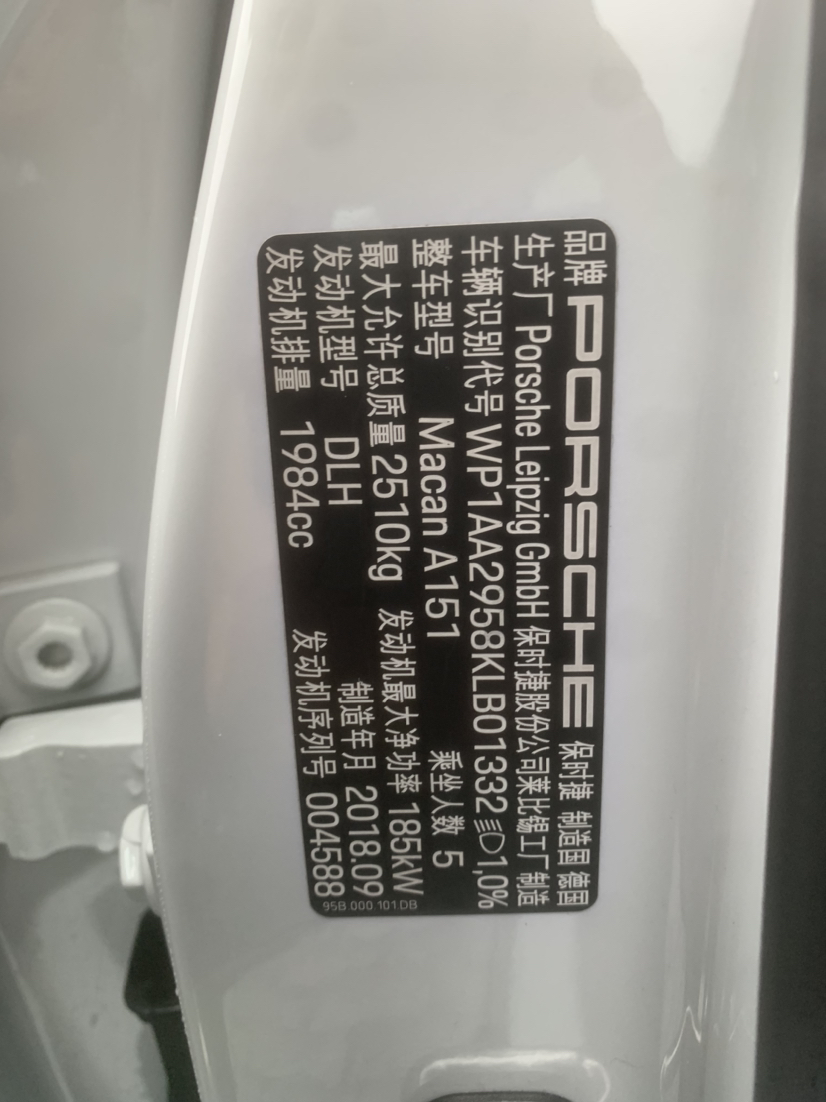 品牌 PORSCHE 保时捷 制造国 德国
生产厂 Porsche Leipzig GmbH 保时捷股份公司莱比锡工厂制造
车辆识别代号 WP1AA2958KLB01332 1,0%
整车型号 Macan A151 乘坐人数 5
最大允许总质量 2510kg 发动机最大净功率 185kW
发动机型号 DLH 制造年月 2018.09
发动机排量 1984cc 发动机序列号 004588
95B.000.101.DB